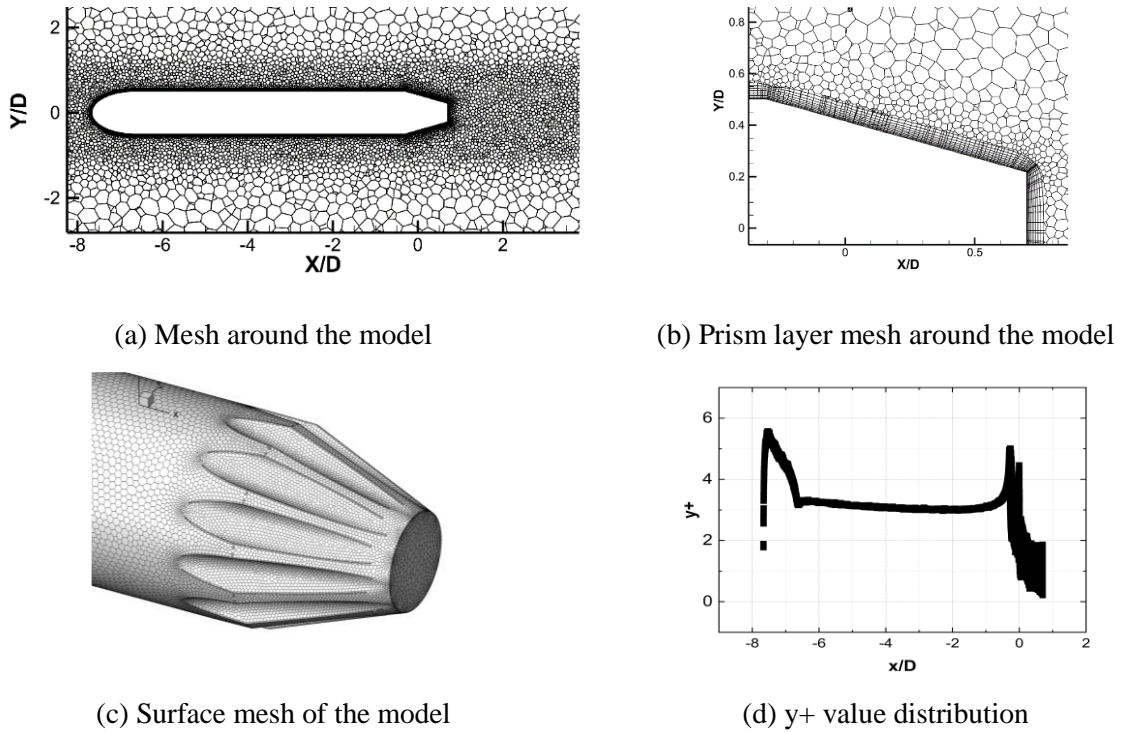 2
0
-2
Y/D
-8
-6
-4
-2
0
2
X/D
0.8
0.6
0.4
0.2
0
Y/D
0
0.5
X/D
(a) Mesh around the model
(b) Prism layer mesh around the model
X
(c) Surface mesh of the model
6
4
2
0
y+
-8
-6
-4
-2
0
2
x/D
(d) y+ value distribution